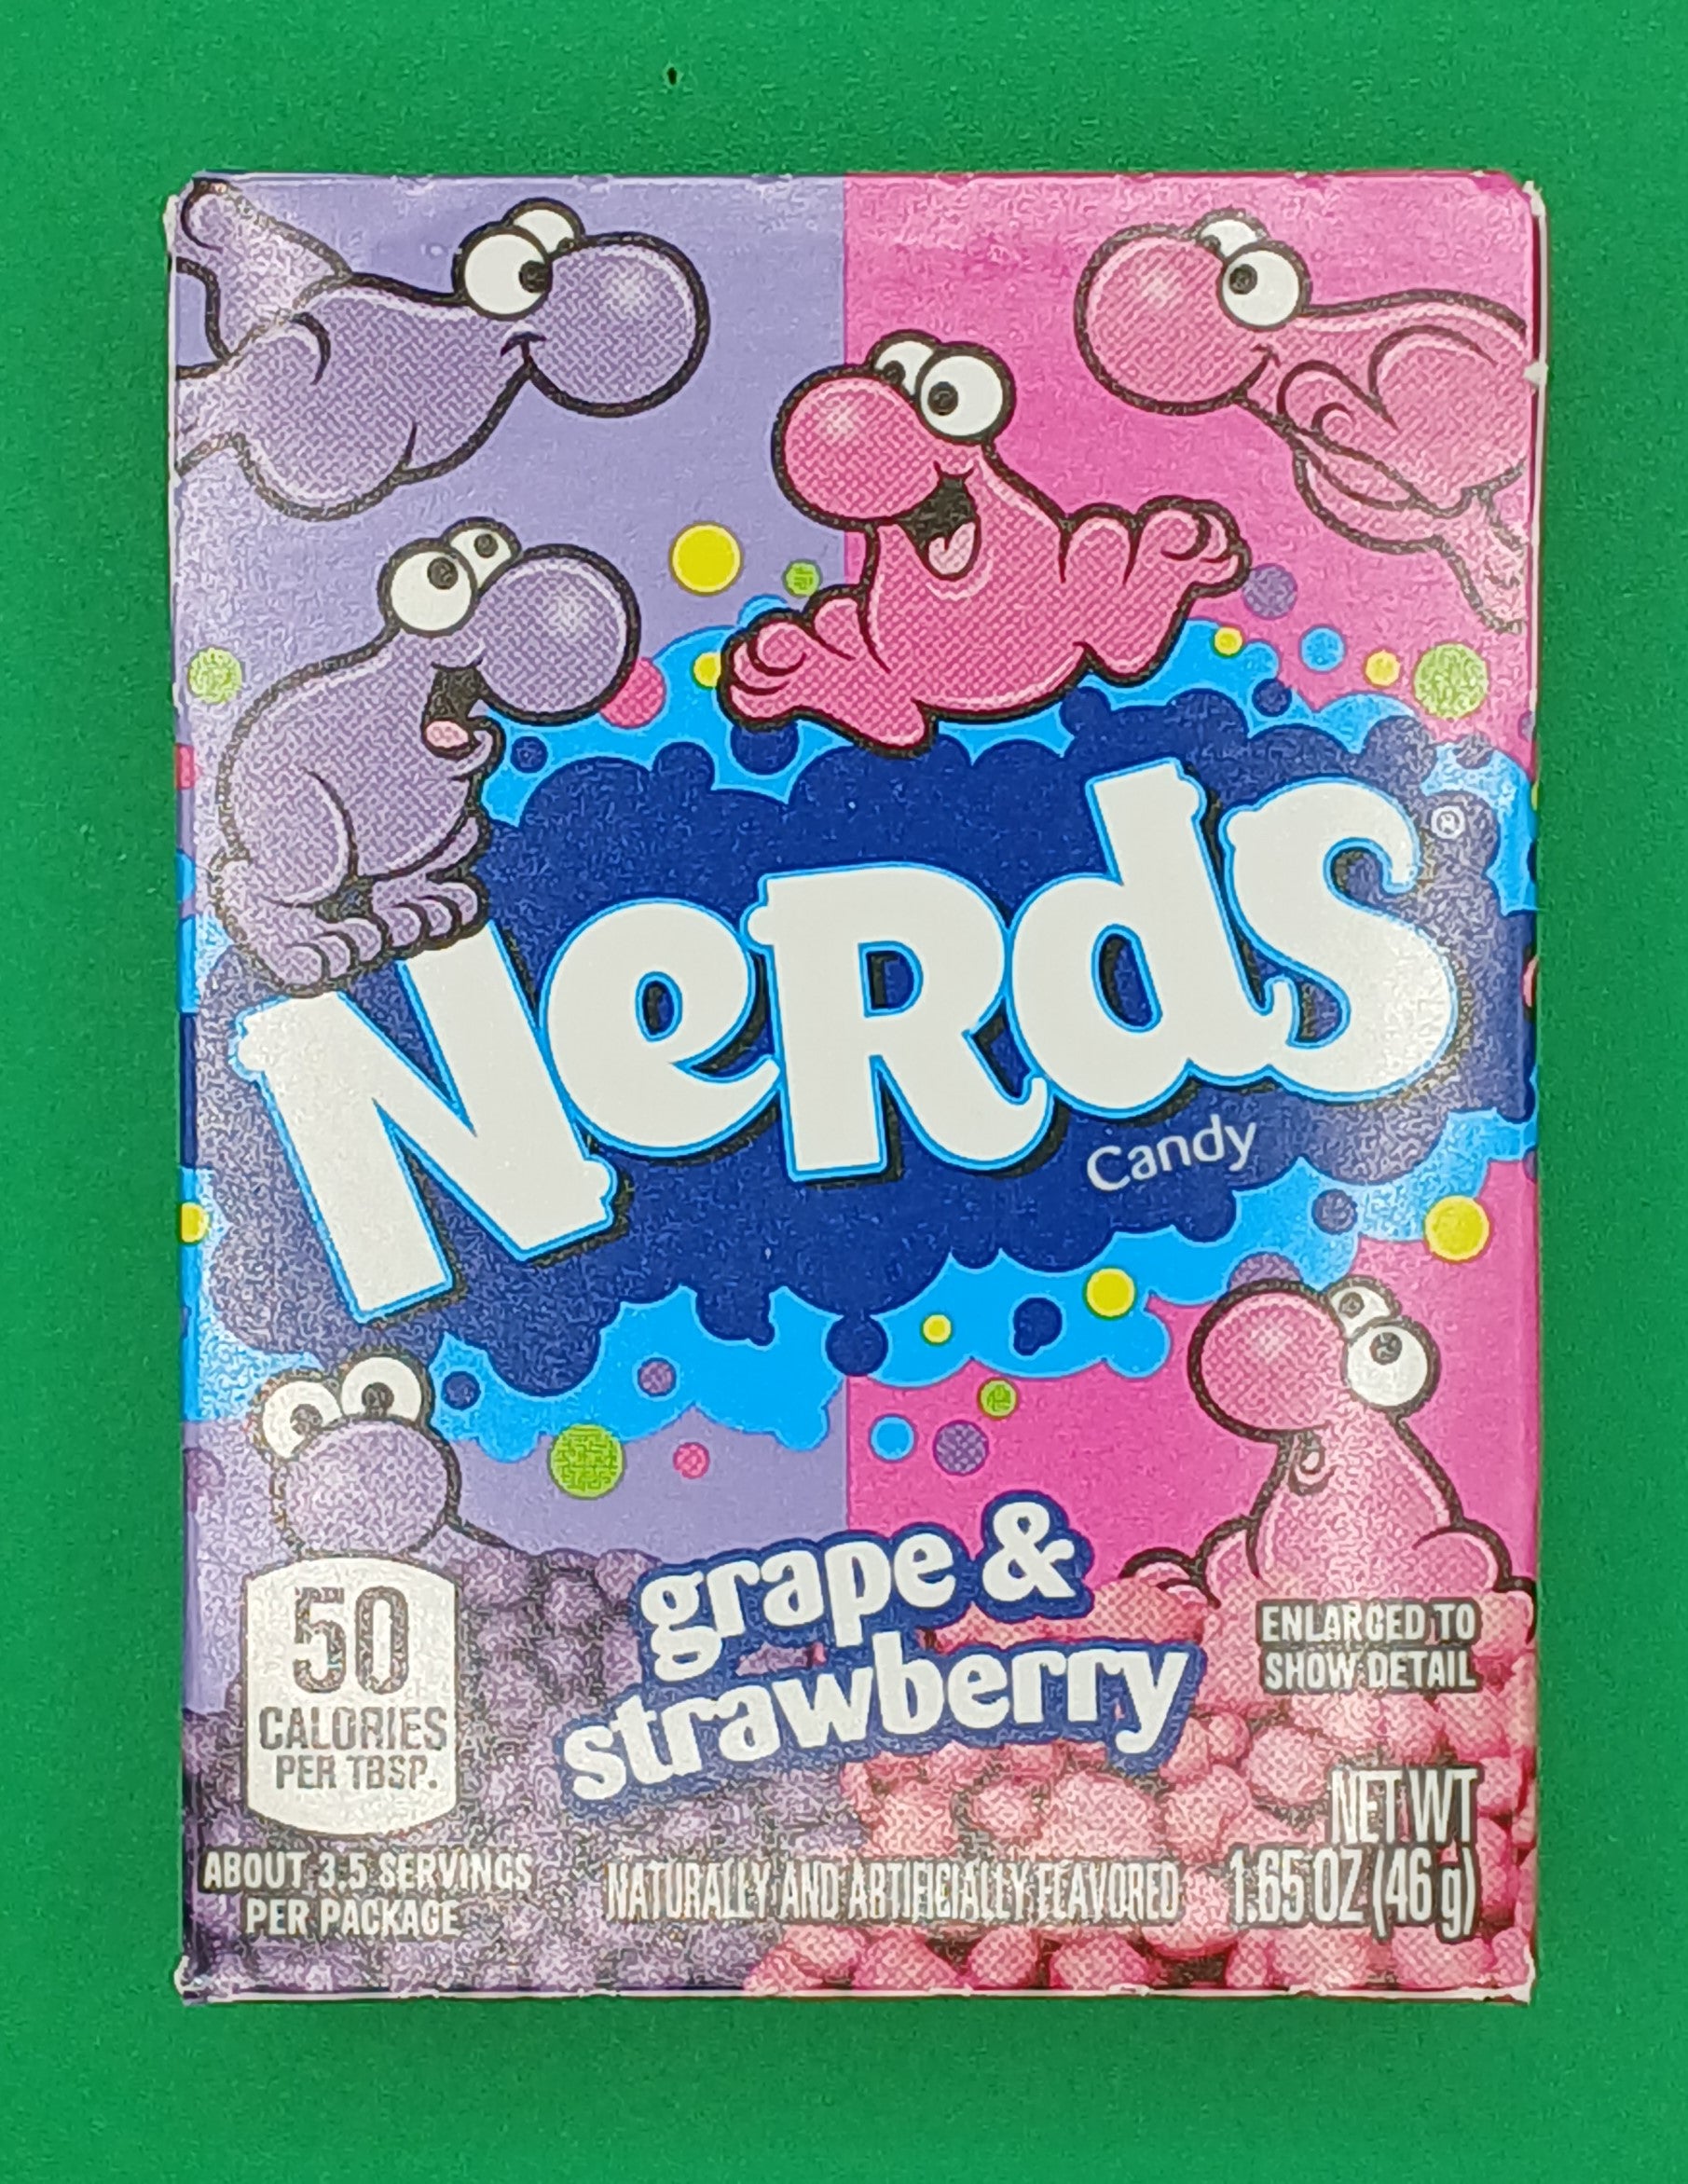 NeRdS®
Candy
grape &
strawberry
50
CALORIES
PER TBSP.
ABOUT 3.5 SERVINGS
PER PACKAGE
ENLARGED TO
SHOW DETAIL
NATURALLY AND ARTIFICIALLY FLAVORED
NET WT
1.65 OZ (46 g)